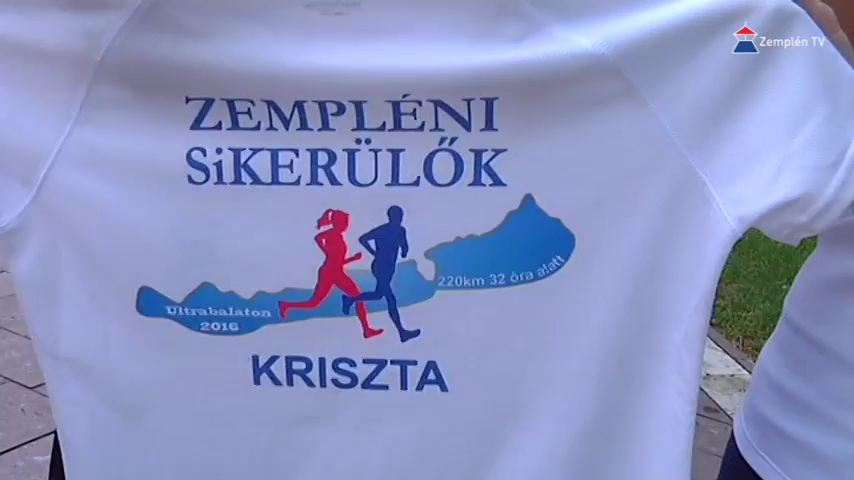 Zemplén TV
ZEMPLÉNI
SiKERÜLŐK
Ultrabalaton
2016
220km 32 óra alatt
KRISZTA